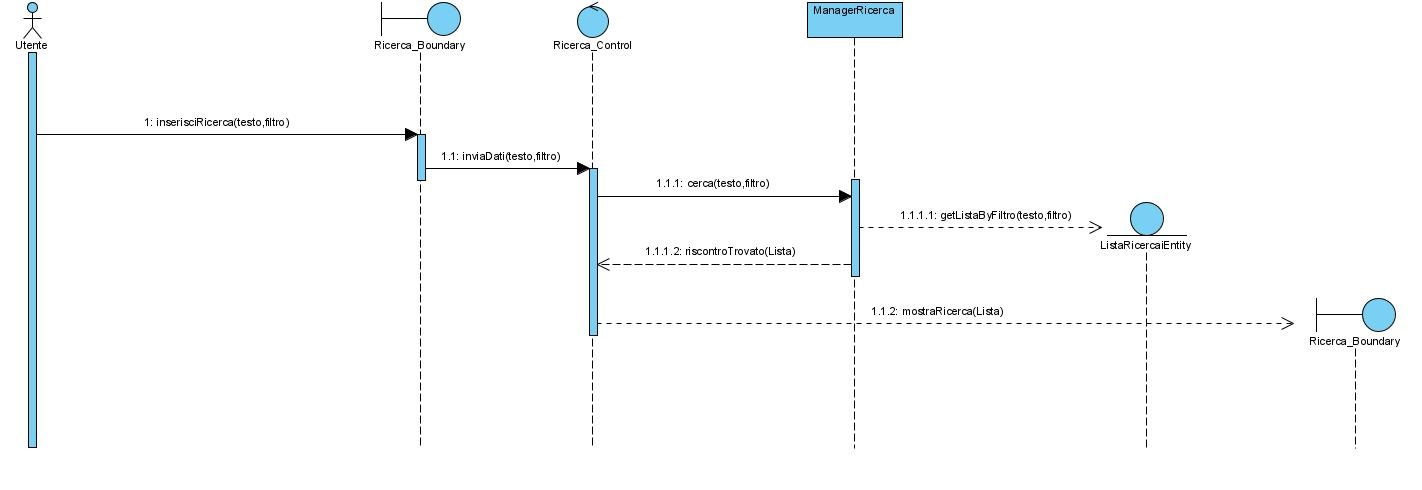 ManagerRicerca
Utente
Ricerca_Boundary
Ricerca_Control
1: inserisciRicerca(testo,filtro)
1.1: inviaDati(testo,filtro)
1.1.1: cerca(testo,filtro)
1.1.1.1: getListaByFiltro(testo,filtro)
ListaRicercaiEntity
1.1.1.2: riscontroTrovato(Lista)
1.1.2: mostraRicerca(Lista)
Ricerca_Boundary